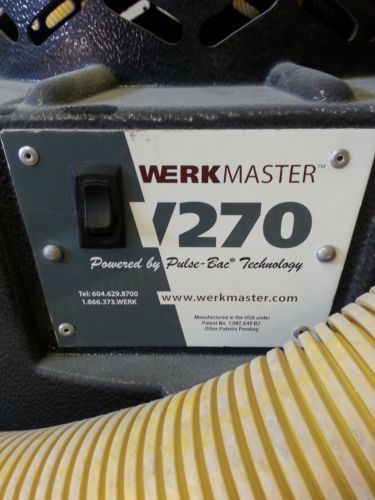 WERKMASTER™
V270
Powered by Pulse-Bac® Technology
Tel: 604.629.8700
1.866.373.WERK
www.werkmaster.com
Manufactured in the USA under
Patent No. 7,082,640 B2
Other Patents Pending